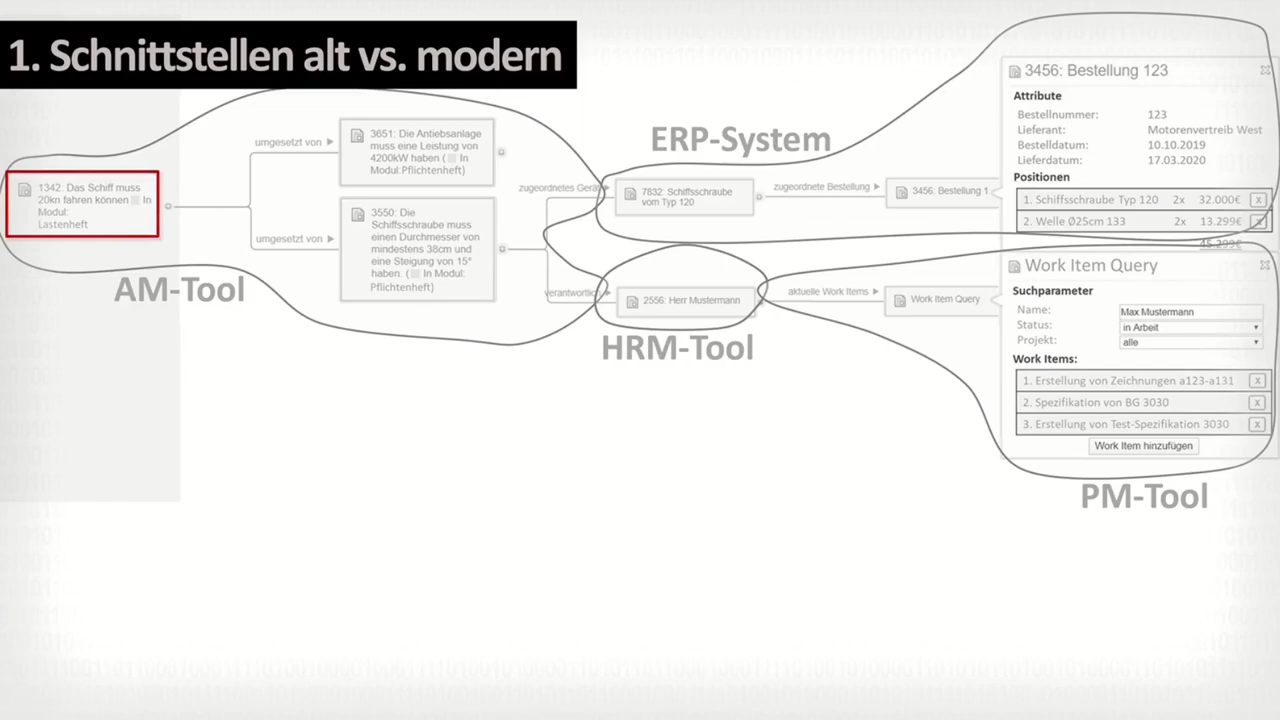 1. Schnittstellen alt vs. modern
1342: Das Schiff muss
20kn fahren können In
Modul:
Lastenheft
AM-Tool
umgesetzt von
3651: Die Antiebsanlage
muss eine Leistung von
4200kW haben ( In
Modul:Pflichtenheft)
umgesetzt von
3550: Die
Schiffsschraube muss
einen Durchmesser von
mindestens 38cm und
eine Steigung von 15°
haben. ( In Modul:
Pflichtenheft)
ERP-System
zugeordnetes Gerät
7832: Schiffsschraube
vom Typ 120
zugeordnete Bestellung
3456: Bestellung 1
verantwortlich
2556: Herr Mustermann
HRM-Tool
aktuelle Work Items
Work Item Query
3456: Bestellung 123
Attribute
Bestellnummer: 123
Lieferant: Motorenvertreib West
Bestelldatum: 10.10.2019
Lieferdatum: 17.03.2020
Positionen
1. Schiffsschraube Typ 120 2x 32.000€ X
2. Welle Ø25cm 133 2x 13.299€ X
45.299€
Work Item Query
Suchparameter
Name: Max Mustermann
Status: in Arbeit
Projekt: alle
Work Items:
1. Erstellung von Zeichnungen a123-a131 X
2. Spezifikation von BG 3030 X
3. Erstellung von Test-Spezifikation 3030 X
Work Item hinzufügen
PM-Tool